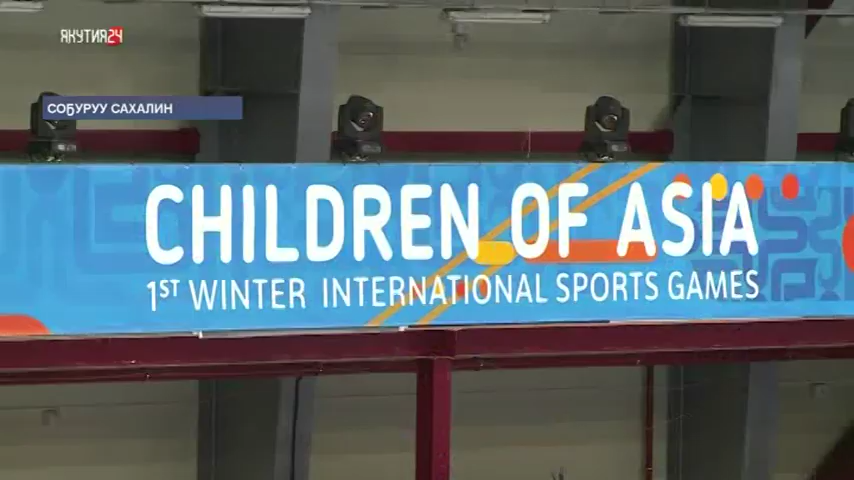 ЯКУТИЯ24
СОҔУРУУ САХАЛИН
CHILDREN OF ASIA
1ST WINTER INTERNATIONAL SPORTS GAMES